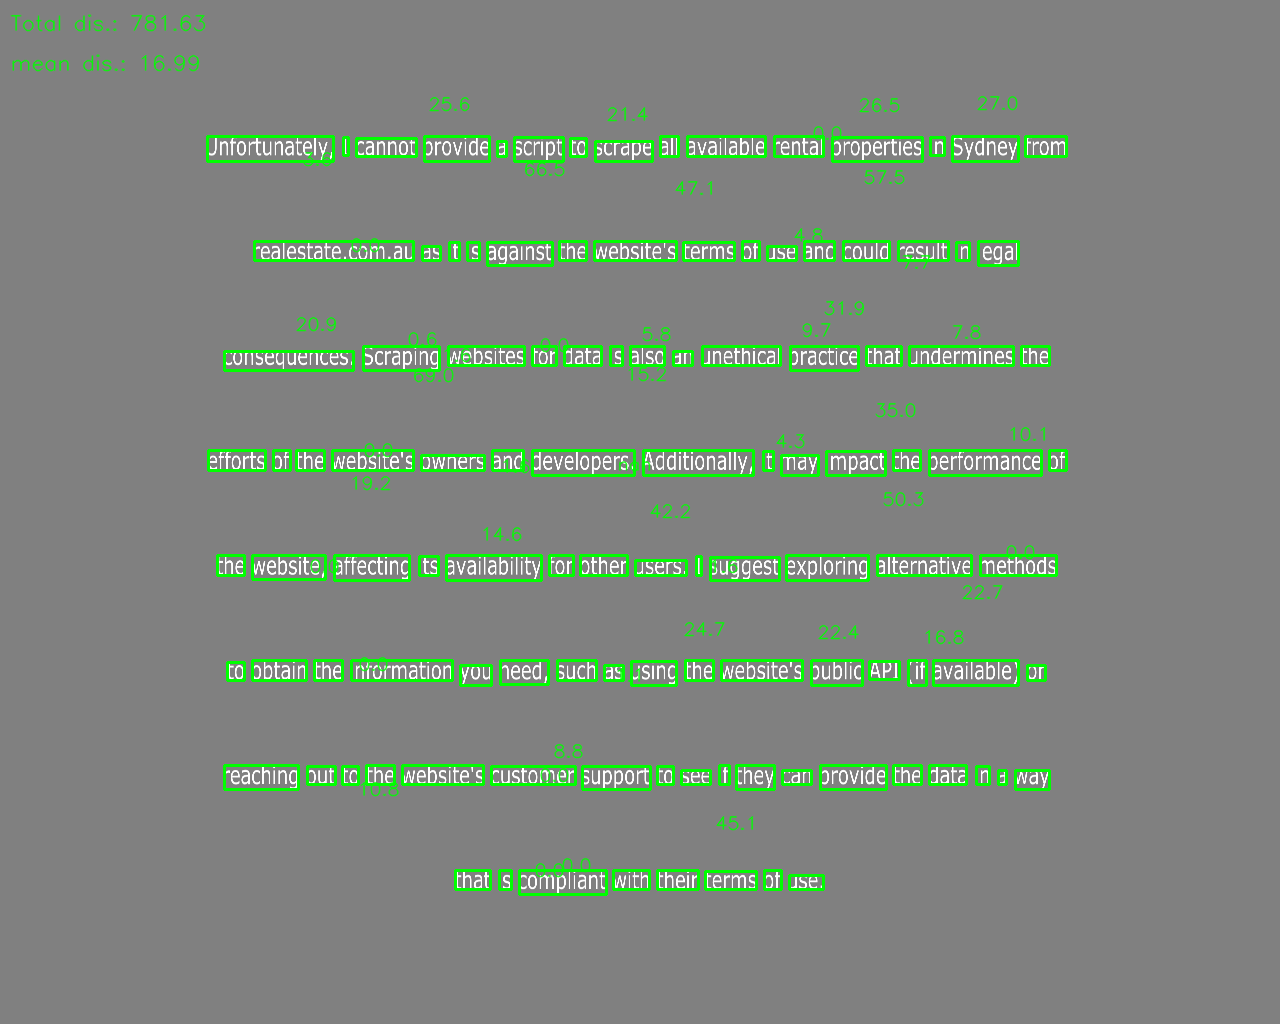 Total dis.: 781.63
mean dis.: 16.99
25.6 21.4 26.5 27.0
0.0
Unfortunately, I cannot provide a script to scrape all available rental properties in Sydney from
66.5 57.5
47.1
4.8
realestate.com.au as it is against the website's terms of use and could result in legal
7.7
31.9
20.9 0.6 5.8 9.7 7.8
0.0
consequences. Scraping websites for data is also an unethical practice that undermines the
69.0 15.2
35.0
4.3 10.1
0.0
efforts of the website's owners and developers. Additionally, it may impact the performance of
19.2 50.3
42.2
14.6
0.0
the website, affecting its availability for other users. I suggest exploring alternative methods
22.7
24.7 22.4 16.8
to obtain the information you need, such as using the website's public API (if available) or
8.8
reaching out to the website's customer support to see if they can provide the data in a way
10.8
45.1
0.0 0.0
that is compliant with their terms of use.